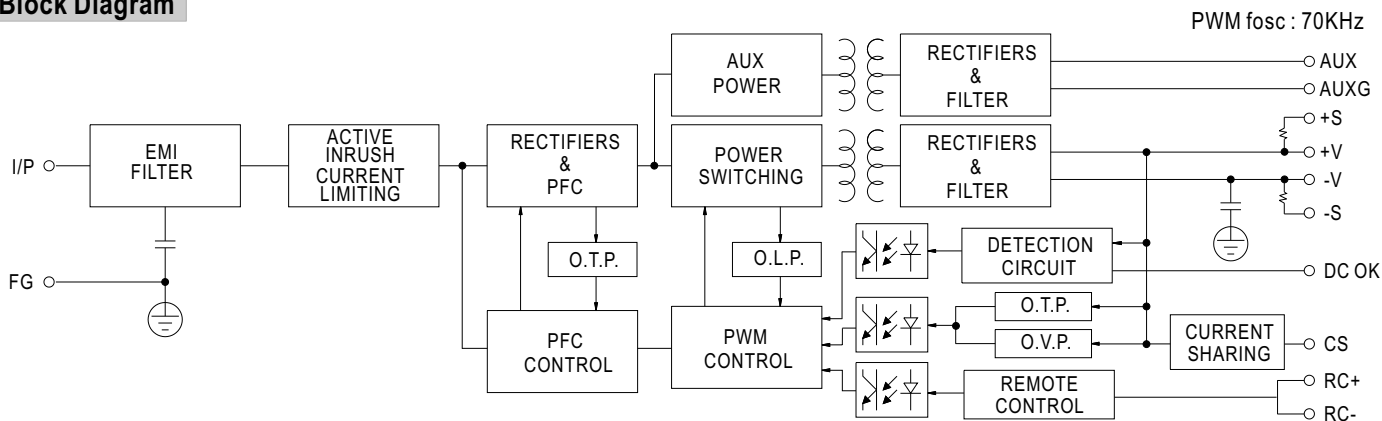 Block Diagram
PWM fosc : 70KHz
I/P
FG
EMI
FILTER
ACTIVE
INRUSH
CURRENT
LIMITING
RECTIFIERS
&
PFC
O.T.P.
PFC
CONTROL
AUX
POWER
POWER
SWITCHING
O.L.P.
PWM
CONTROL
RECTIFIERS
&
FILTER
RECTIFIERS
&
FILTER
DETECTION
CIRCUIT
O.T.P.
O.V.P.
REMOTE
CONTROL
CURRENT
SHARING
AUX
AUXG
+S
+V
-V
-S
DC OK
CS
RC+
RC-